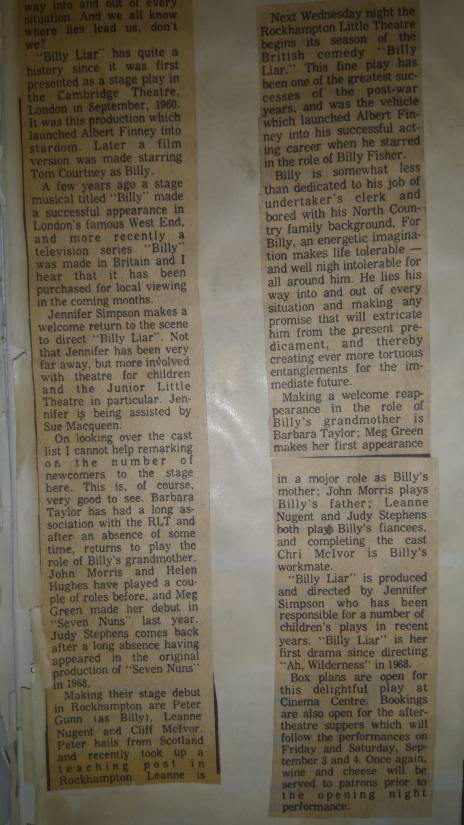 way into and out of every
situation. And we all know
where lies lead us, don't
we?
"Billy Liar" has quite a
history since it was first
presented as a stage play in
the Cambridge Theatre,
London in September, 1960.
It was this production which
launched Albert Finney into
stardom. Later a film
version was made starring
Tom Courtney as Billy.
A few years ago a stage
musical titled "Billy" made
a successful appearance in
London's famous West End,
and more recently a
television series "Billy"
was made in Britain and I
hear that it has been
purchased for local viewing
in the coming months.
Jennifer Simpson makes a
welcome return to the scene
to direct "Billy Liar". Not
that Jennifer has been very
far away, but more involved
with theatre for children
and the Junior Little
Theatre in particular. Jen-
nifer is being assisted by
Sue Macqueen.
On looking over the cast
list I cannot help remarking
on the number of
newcomers to the stage
here. This is, of course,
very good to see. Barbara
Taylor has had a long as-
sociation with the RLT and
after an absence of some
time, returns to play the
role of Billy's grandmother.
John Morris and Helen
Hughes have played a cou-
ple of roles before, and Meg
Green made her debut in
"Seven Nuns" last year.
Judy Stephens comes back
after a long absence having
appeared in the original
production of "Seven Nuns"
in 1968.
Making their stage debut
in Rockhampton are Peter
Gunn (as Billy), Leanne
Nugent and Cliff McIvor.
Peter hails from Scotland
and recently took up a
teaching post in
Rockhampton Leanne is
Next Wednesday night the
Rockhampton Little Theatre
begins its season of the
British comedy "Billy
Liar." This fine play has
been one of the greatest suc-
cesses of the post-war
years, and was the vehicle
which launched Albert Fin-
ney into his successful act-
ing career when he starred
in the role of Billy Fisher.
Billy is somewhat less
than dedicated to his job of
undertaker's clerk and
bored with his North Coun-
try family background, For
Billy, an energetic imagina-
tion makes life tolerable —
and well nigh intolerable for
all around him. He lies his
way into and out of every
situation and making any
promise that will extricate
him from the present pre-
dicament, and thereby
creating ever more tortuous
entanglements for the im-
mediate future.
Making a welcome reap-
pearance in the role of
Billy's grandmother is
Barbara Taylor; Meg Green
makes her first appearance
in a mojor role as Billy's
mother; John Morris plays
Billy's father; Leanne
Nugent and Judy Stephens
both play Billy's fiancees,
and completing the cast
Chri McIvor is Billy's
workmate.
"Billy Liar" is produced
and directed by Jennifer
Simpson who has been
responsible for a number of
children's plays in recent
years. "Billy Liar" is her
first drama since directing
"Ah, Wilderness" in 1968.
Box plans are open for
this delightful play at
Cinema Centre. Bookings
are also open for the after-
theatre suppers which will
follow the performances on
Friday and Saturday, Sep-
tember 3 and 4. Once again,
wine and cheese will be
served to patrons prior to
the opening night
performance.